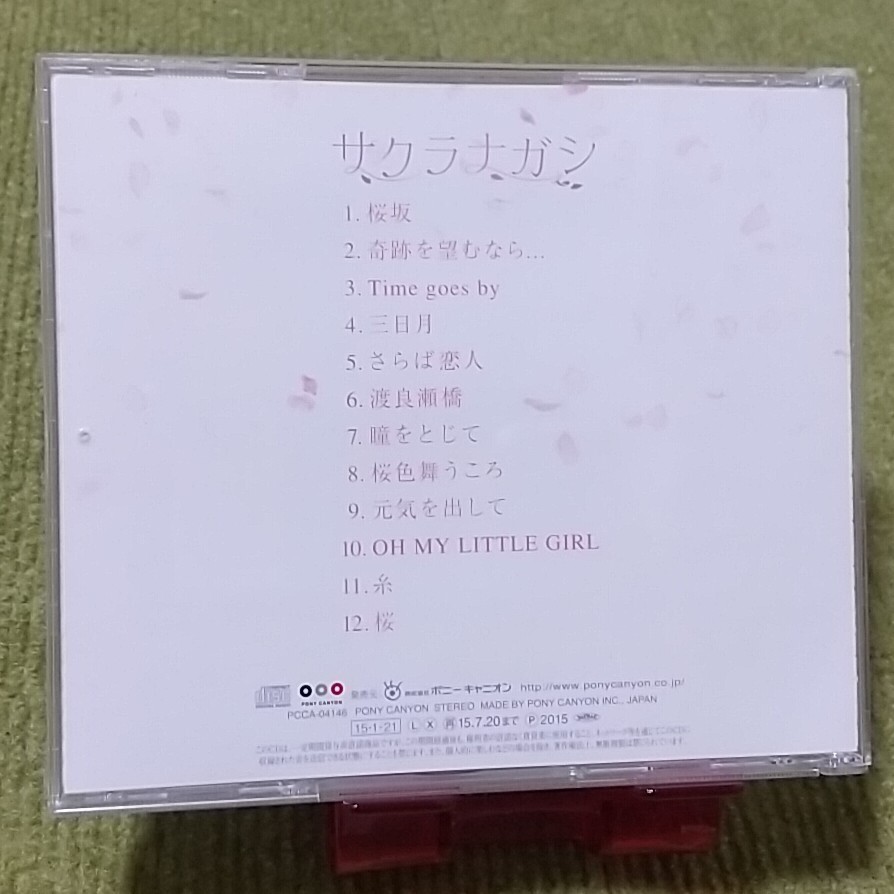 サクラナガシ
1. 桜坂
2. 奇跡を望むなら...
3. Time goes by
4. 三日月
5. さらば恋人
6. 渡良瀬橋
7. 瞳をとじて
8. 桜色舞うころ
9. 元気を出して
10. OH MY LITTLE GIRL
11. 糸
12. 桜
PONY CANYON
発売元 株式会社 ポニーキャニオン http://www.ponycanyon.co.jp/
PCCA-04146 PONY CANYON STEREO MADE BY PONY CANYON INC., JAPAN
15-1-21 L X 再 15.7.20まで P 2015